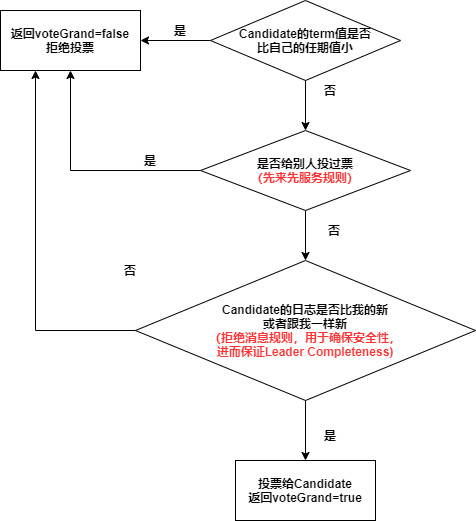 返回voteGrand=false
拒绝投票
是
Candidate的term值是否
比自己的任期值小
否
是否给别人投过票
(先来先服务规则)
是
否
否
Candidate的日志是否比我的新
或者跟我一样新
(拒绝消息规则，用于确保安全性，
进而保证Leader Completeness)
是
投票给Candidate
返回voteGrand=true